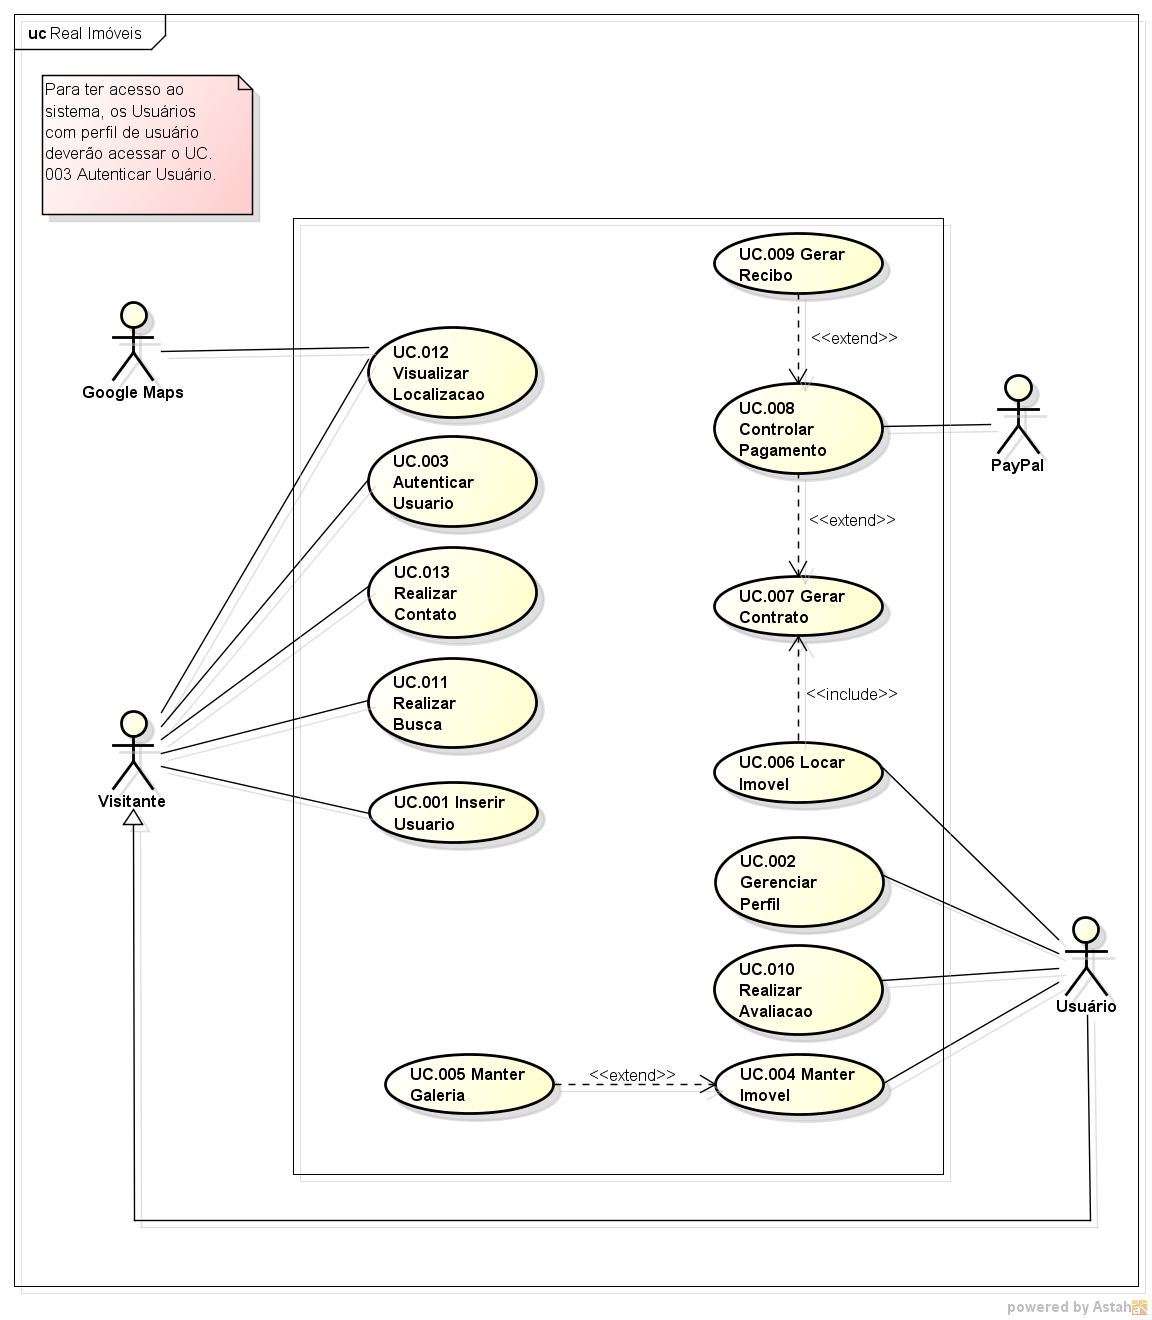 uc Real Imóveis
Para ter acesso ao
sistema, os Usuários
com perfil de usuário
deverão acessar o UC.
003 Autenticar Usuário.
UC.009 Gerar
Recibo
<<extend>>
Google Maps
UC.012
Visualizar
Localizacao
UC.008
Controlar
Pagamento
PayPal
UC.003
Autenticar
Usuario
<<extend>>
UC.013
Realizar
Contato
UC.007 Gerar
Contrato
UC.011
Realizar
Busca
<<include>>
Visitante
UC.001 Inserir
Usuario
UC.006 Locar
Imovel
UC.002
Gerenciar
Perfil
UC.010
Realizar
Avaliacao
Usuário
UC.005 Manter
Galeria
<<extend>>
UC.004 Manter
Imovel
powered by Astah